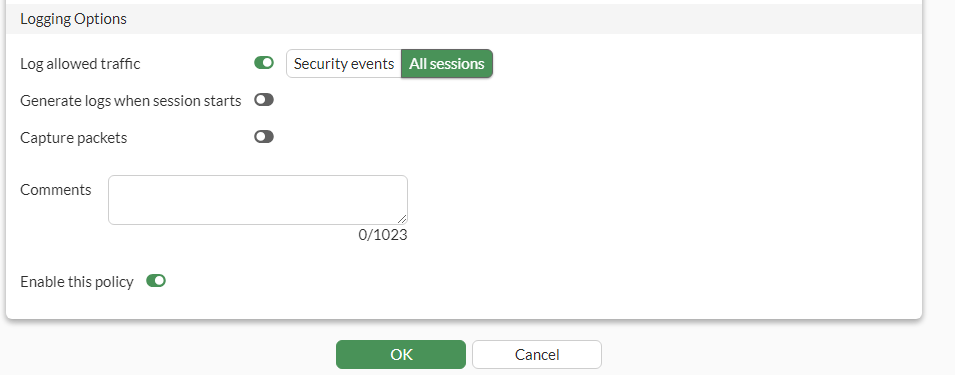 Logging Options
Log allowed traffic Security events All sessions
Generate logs when session starts
Capture packets
Comments
0/1023
Enable this policy
OK Cancel